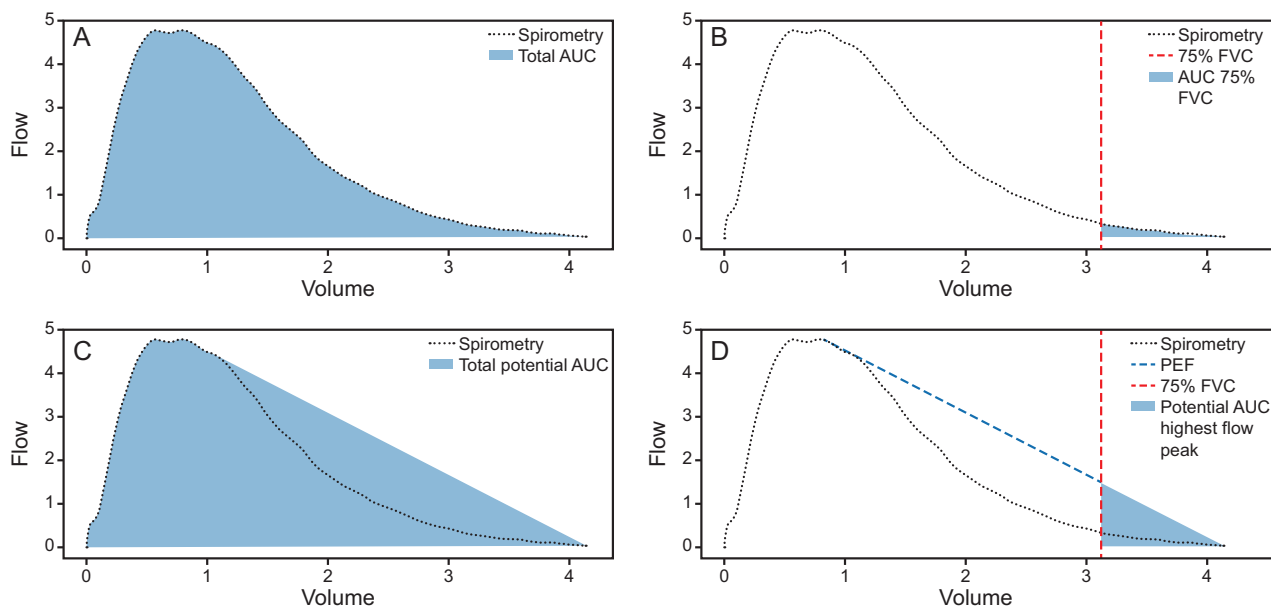 A
Spirometry
Total AUC
5
4
3
2
1
0
Flow
0 1 2 3 4
Volume
B
Spirometry
75% FVC
AUC 75%
FVC
5
4
3
2
1
0
Flow
0 1 2 3 4
Volume
C
Spirometry
Total potential AUC
5
4
3
2
1
0
Flow
0 1 2 3 4
Volume
D
Spirometry
PEF
75% FVC
Potential AUC
highest flow
peak
5
4
3
2
1
0
Flow
0 1 2 3 4
Volume